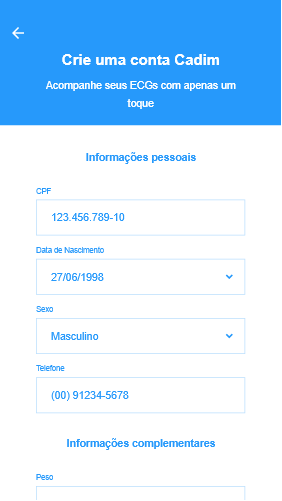 Crie uma conta Cadim
Acompanhe seus ECGs com apenas um
toque
Informações pessoais
CPF
123.456.789-10
Data de Nascimento
27/06/1998
Sexo
Masculino
Telefone
(00) 91234-5678
Informações complementares
Peso